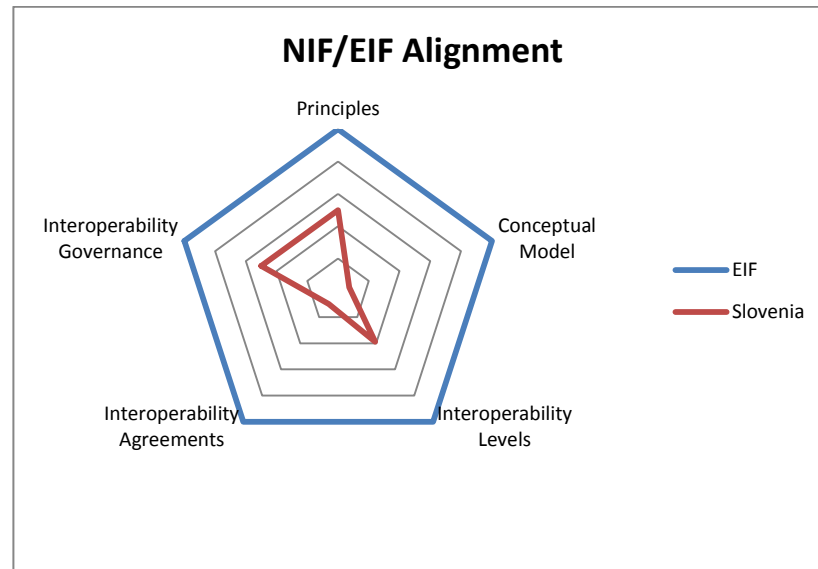 NIF/EIF Alignment
Principles
Conceptual
Model
Interoperability
Levels
Interoperability
Agreements
Interoperability
Governance
EIF
Slovenia